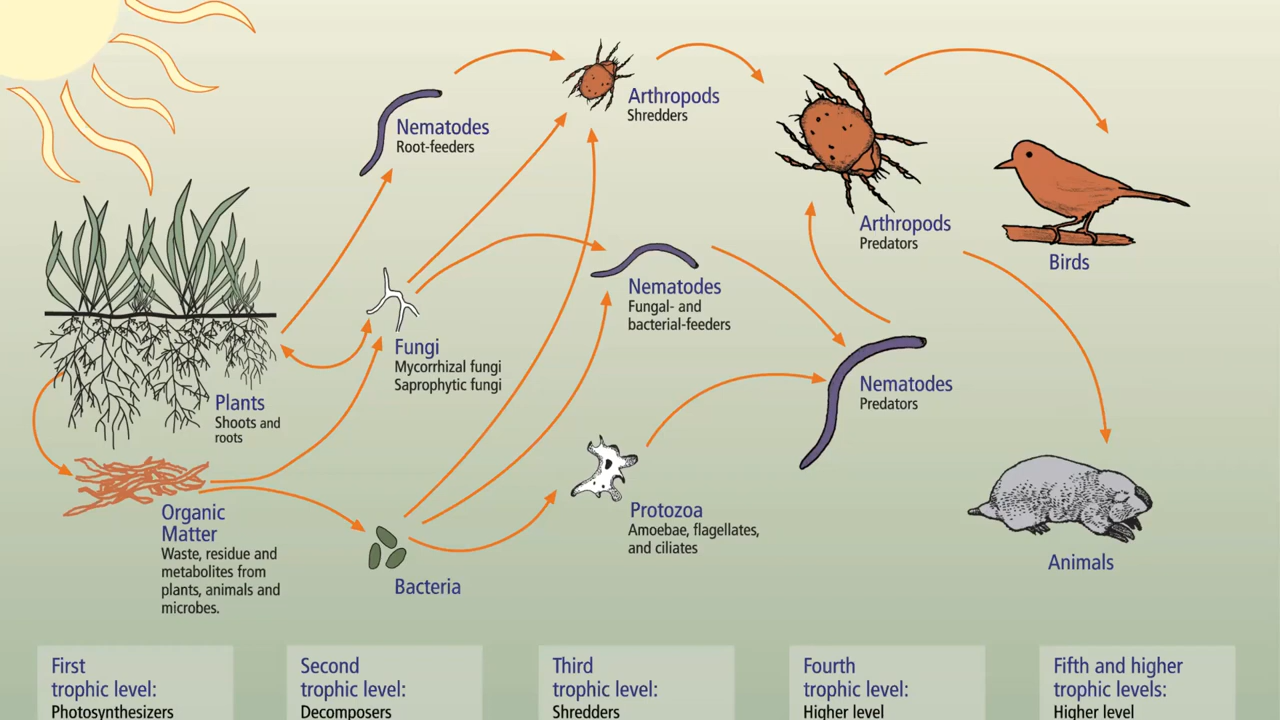 Nematodes
Root-feeders
Arthropods
Shredders
Arthropods
Predators
Birds
Nematodes
Fungal- and
bacterial-feeders
Fungi
Mycorrhizal fungi
Saprophytic fungi
Plants
Shoots and
roots
Nematodes
Predators
Organic
Matter
Waste, residue and
metabolites from
plants, animals and
microbes.
Bacteria
Protozoa
Amoebae, flagellates,
and ciliates
Animals
First
trophic level:
Photosynthesizers
Second
trophic level:
Decomposers
Third
trophic level:
Shredders
Fourth
trophic level:
Higher level
Fifth and higher
trophic levels:
Higher level